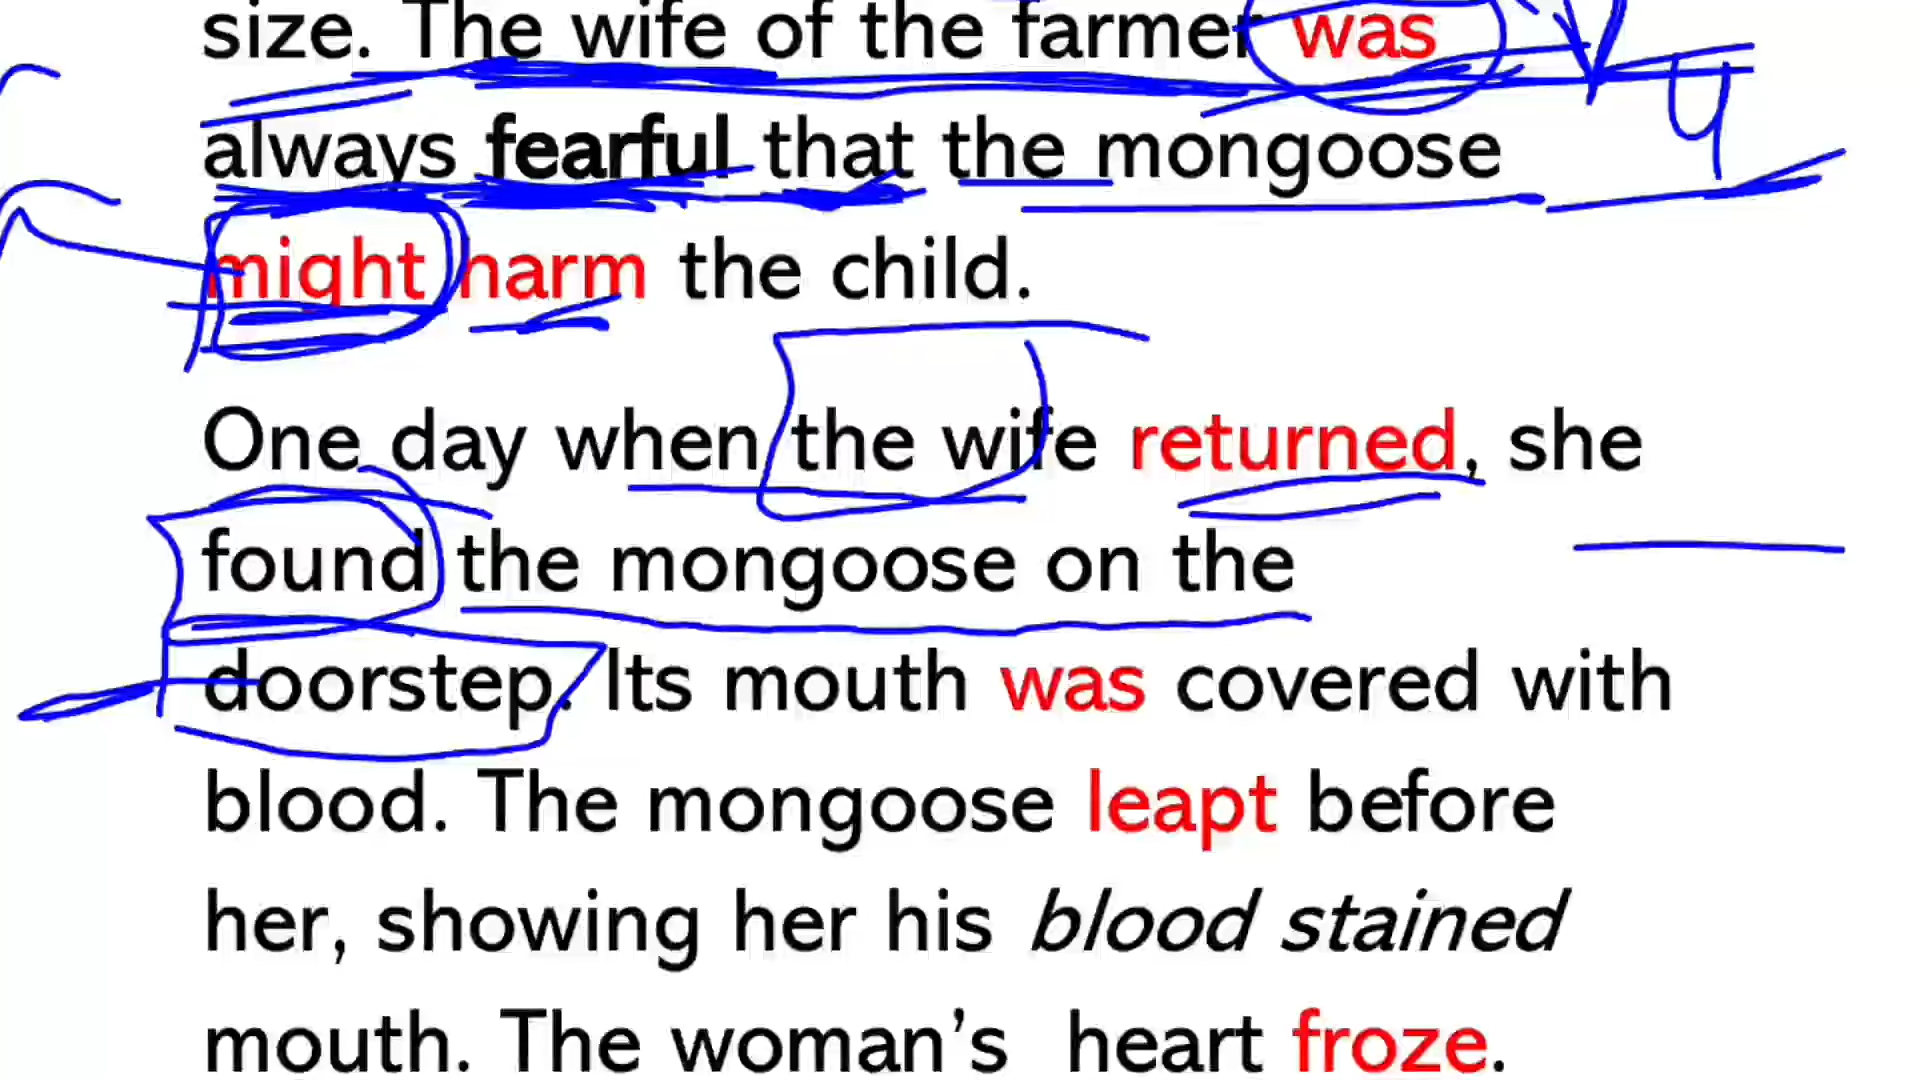 size. The wife of the farmer was
always fearful that the mongoose
might harm the child.
One day when the wife returned, she
found the mongoose on the
doorstep. Its mouth was covered with
blood. The mongoose leapt before
her, showing her his blood stained
mouth. The woman’s heart froze.